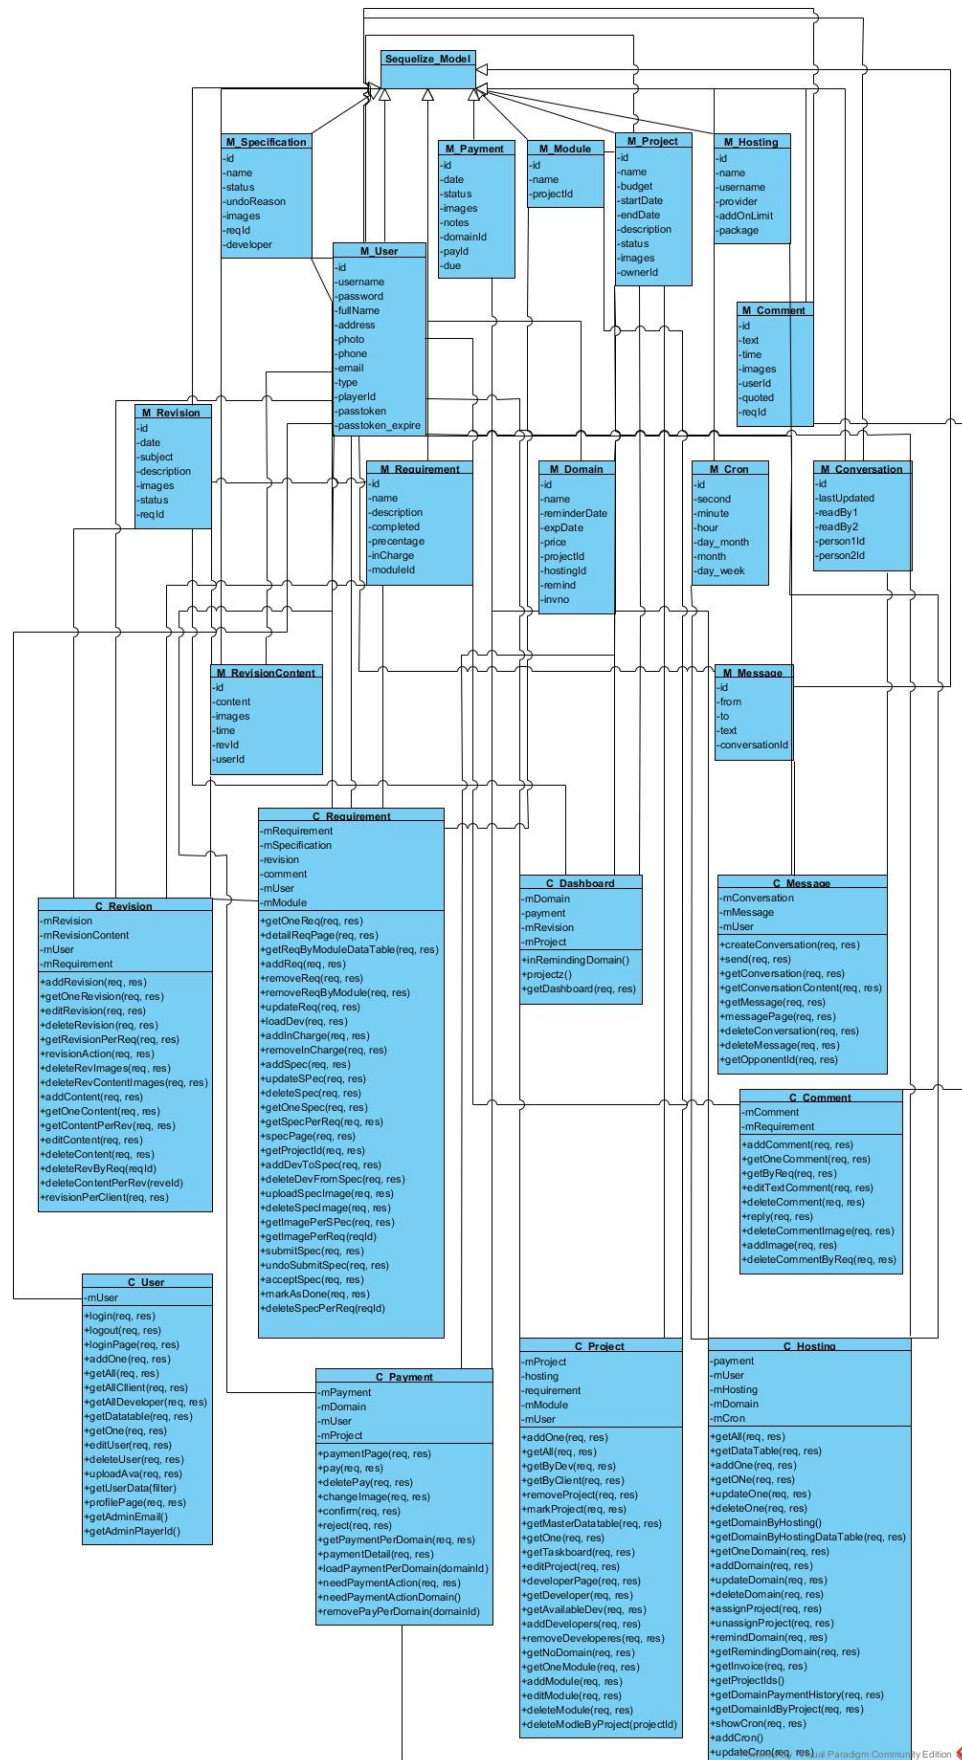 Sequelize_Model
M_Specification
-id
-name
-status
-undoReason
-images
-reqId
-developer
M_Payment
-id
-date
-status
-images
-notes
-domainId
-payId
-due
M_Module
-id
-name
-projectId
M_Project
-id
-name
-budget
-startDate
-endDate
-description
-status
-images
-ownerId
M_Hosting
-id
-name
-username
-provider
-addOnLimit
-package
M_User
-id
-username
-password
-fullName
-address
-photo
-phone
-email
-type
-playerId
-passtoken
-passtoken_expire
M_Comment
-id
-text
-time
-images
-userId
-quoted
-reqId
M_Revision
-id
-date
-subject
-description
-images
-status
-reqId
M_Requirement
-id
-name
-description
-completed
-precentage
-inCharge
-moduleId
M_Domain
-id
-name
-reminderDate
-expDate
-price
-projectId
-hostingId
-remind
-invno
M_Cron
-id
-second
-minute
-hour
-day_month
-month
-day_week
M_Conversation
-id
-lastUpdated
-readBy1
-readBy2
-person1Id
-person2Id
M_RevisionContent
-id
-content
-images
-time
-revId
-userId
M_Message
-id
-from
-to
-text
-conversationId
C_Requirement
-mRequirement
-mSpecification
-revision
-comment
-mUser
-mModule
+getOneReq(req, res)
+detailReqPage(req, res)
+getReqByModuleDataTable(req, res)
+addReq(req, res)
+removeReq(req, res)
+removeReqByModule(req, res)
+updateReq(req, res)
+loadDev(req, res)
+addInCharge(req, res)
+removeInCharge(req, res)
+addSpec(req, res)
+updateSPec(req, res)
+deleteSpec(req, res)
+getOneSpec(req, res)
+getSpecPerReq(req, res)
+specPage(req, res)
+getProjectId(req, res)
+addDevToSpec(req, res)
+deleteDevFromSpec(req, res)
+uploadSpecImage(req, res)
+deleteSpecImage(req, res)
+getImagePerSPec(req, res)
+getImagePerReq(reqId)
+submitSpec(req, res)
+undoSubmitSpec(req, res)
+acceptSpec(req, res)
+markAsDone(req, res)
+deleteSpecPerReq(reqId)
C_Dashboard
-mDomain
-payment
-mRevision
-mProject
+inRemindingDomain()
+projectz()
+getDashboard(req, res)
C_Message
-mConversation
-mMessage
-mUser
+createConversation(req, res)
+send(req, res)
+getConversation(req, res)
+getConversationContent(req, res)
+getMessage(req, res)
+messagePage(req, res)
+deleteConversation(req, res)
+deleteMessage(req, res)
+getOpponentId(req, res)
C_Revision
-mRevision
-mRevisionContent
-mUser
-mRequirement
+addRevision(req, res)
+getOneRevision(req, res)
+editRevision(req, res)
+deleteRevision(req, res)
+getRevisionPerReq(req, res)
+revisionAction(req, res)
+deleteRevImages(req, res)
+deleteRevContentImages(req, res)
+addContent(req, res)
+getOneContent(req, res)
+getContentPerRev(req, res)
+editContent(req, res)
+deleteContent(req, res)
+deleteRevByReq(reqId)
+deleteContentPerRev(reveId)
+revisionPerClient(req, res)
C_Comment
-mComment
-mRequirement
+addComment(req, res)
+getOneComment(req, res)
+getByReq(req, res)
+editTextComment(req, res)
+deleteComment(req, res)
+reply(req, res)
+deleteCommentImage(req, res)
+addImage(req, res)
+deleteCommentByReq(req, res)
C_User
-mUser
+login(req, res)
+logout(req, res)
+loginPage(req, res)
+addOne(req, res)
+getAll(req, res)
+getAllCllient(req, res)
+getAllDeveloper(req, res)
+getDatatable(req, res)
+getOne(req, res)
+editUser(req, res)
+deleteUser(req, res)
+uploadAva(req, res)
+getUserData(filter)
+profilePage(req, res)
+getAdminEmail()
+getAdminPlayerId()
C_Payment
-mPayment
-mDomain
-mUser
-mProject
+paymentPage(req, res)
+pay(req, res)
+deletePay(req, res)
+changeImage(req, res)
+confirm(req, res)
+reject(req, res)
+getPaymentPerDomain(req, res)
+paymentDetail(req, res)
+loadPaymentPerDomain(domainId)
+needPaymentAction(req, res)
+needPaymentActionDomain()
+removePayPerDomain(domainId)
C_Project
-mProject
-hosting
-requirement
-mModule
-mUser
+addOne(req, res)
+getAll(req, res)
+getByDev(req, res)
+getByClient(req, res)
+removeProject(req, res)
+markProject(req, res)
+getMasterDatatable(req, res)
+getOne(req, res)
+getTaskboard(req, res)
+editProject(req, res)
+developerPage(req, res)
+getDeveloper(req, res)
+getAvailableDev(req, res)
+addDevelopers(req, res)
+removeDeveloperes(req, res)
+getNoDomain(req, res)
+getOneModule(req, res)
+addModule(req, res)
+editModule(req, res)
+deleteModule(req, res)
+deleteModleByProject(projectId)
C_Hosting
-payment
-mUser
-mHosting
-mDomain
-mCron
+getAll(req, res)
+getDataTable(req, res)
+addOne(req, res)
+getONe(req, res)
+updateOne(req, res)
+deleteOne(req, res)
+getDomainByHosting()
+getDomainByHostingDataTable(req, res)
+getOneDomain(req, res)
+addDomain(req, res)
+updateDomain(req, res)
+deleteDomain(req, res)
+assignProject(req, res)
+unassignProject(req, res)
+remindDomain(req, res)
+getRemindingDomain(req, res)
+getInvoice(req, res)
+getProjectIds()
+getDomainPaymentHistory(req, res)
+getDomainIdByProject(req, res)
+showCron(req, res)
+addCron()
+updateCron(req, res)
Visual Paradigm Community Edition